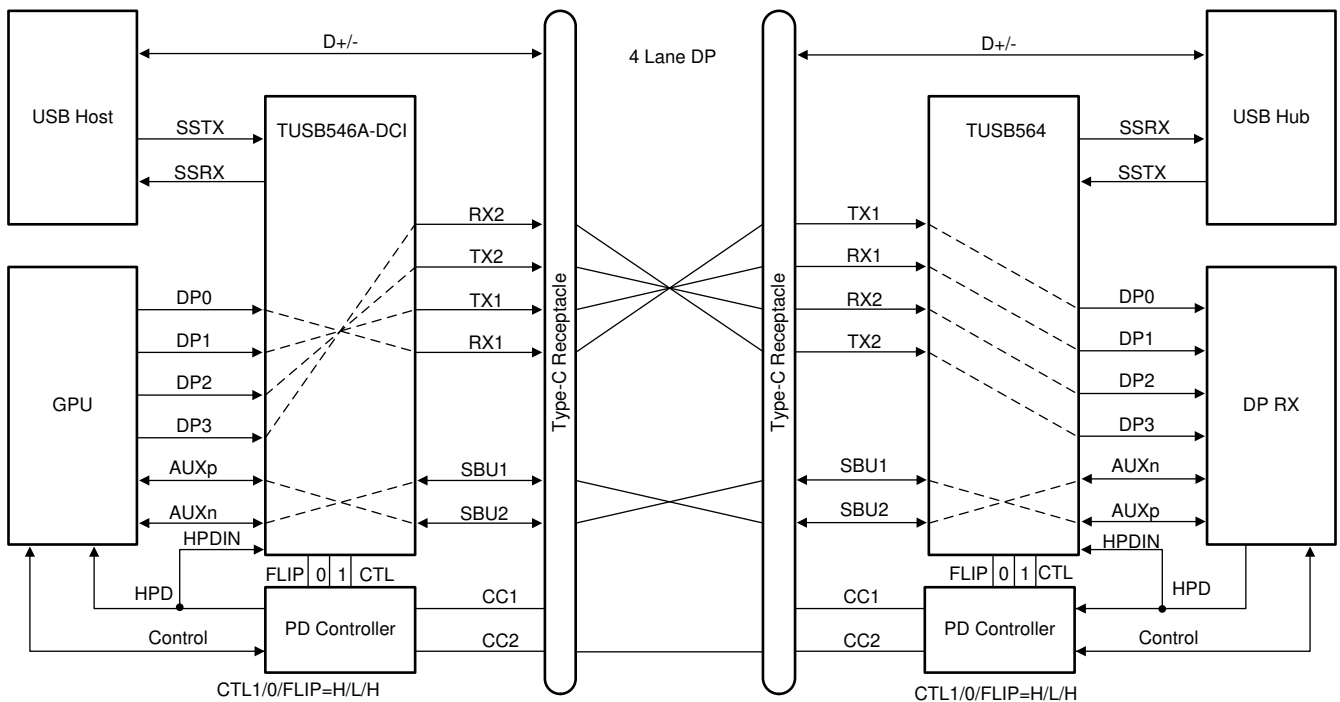 D+/-
4 Lane DP
D+/-
USB Host
SSTX
SSRX
TUSB546A-DCI
TUSB564
SSRX
SSTX
USB Hub
RX2
TX2
TX1
RX1
Type-C Receptacle
Type-C Receptacle
TX1
RX1
RX2
TX2
GPU
DP0
DP1
DP2
DP3
AUXp
AUXn
HPDIN
SBU1
SBU2
SBU1
SBU2
DP0
DP1
DP2
DP3
AUXn
AUXp
HPDIN
DP RX
FLIP 0 1 CTL
FLIP 0 1 CTL
HPD
Control
PD Controller
CC1
CC2
CC1
CC2
PD Controller
HPD
Control
CTL1/0/FLIP=H/L/H
CTL1/0/FLIP=H/L/H